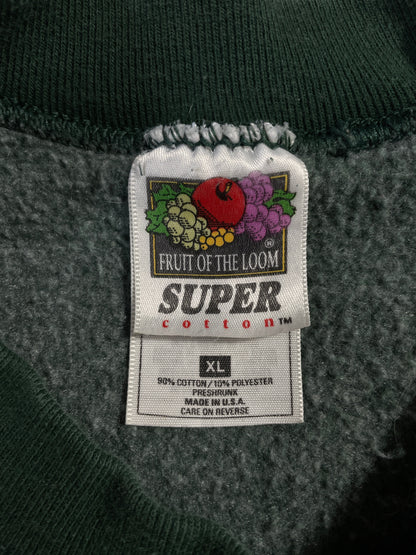 FRUIT OF THE LOOM®
SUPER
cotton™
XL
90% COTTON / 10% POLYESTER
PRESHRUNK
MADE IN U.S.A.
CARE ON REVERSE